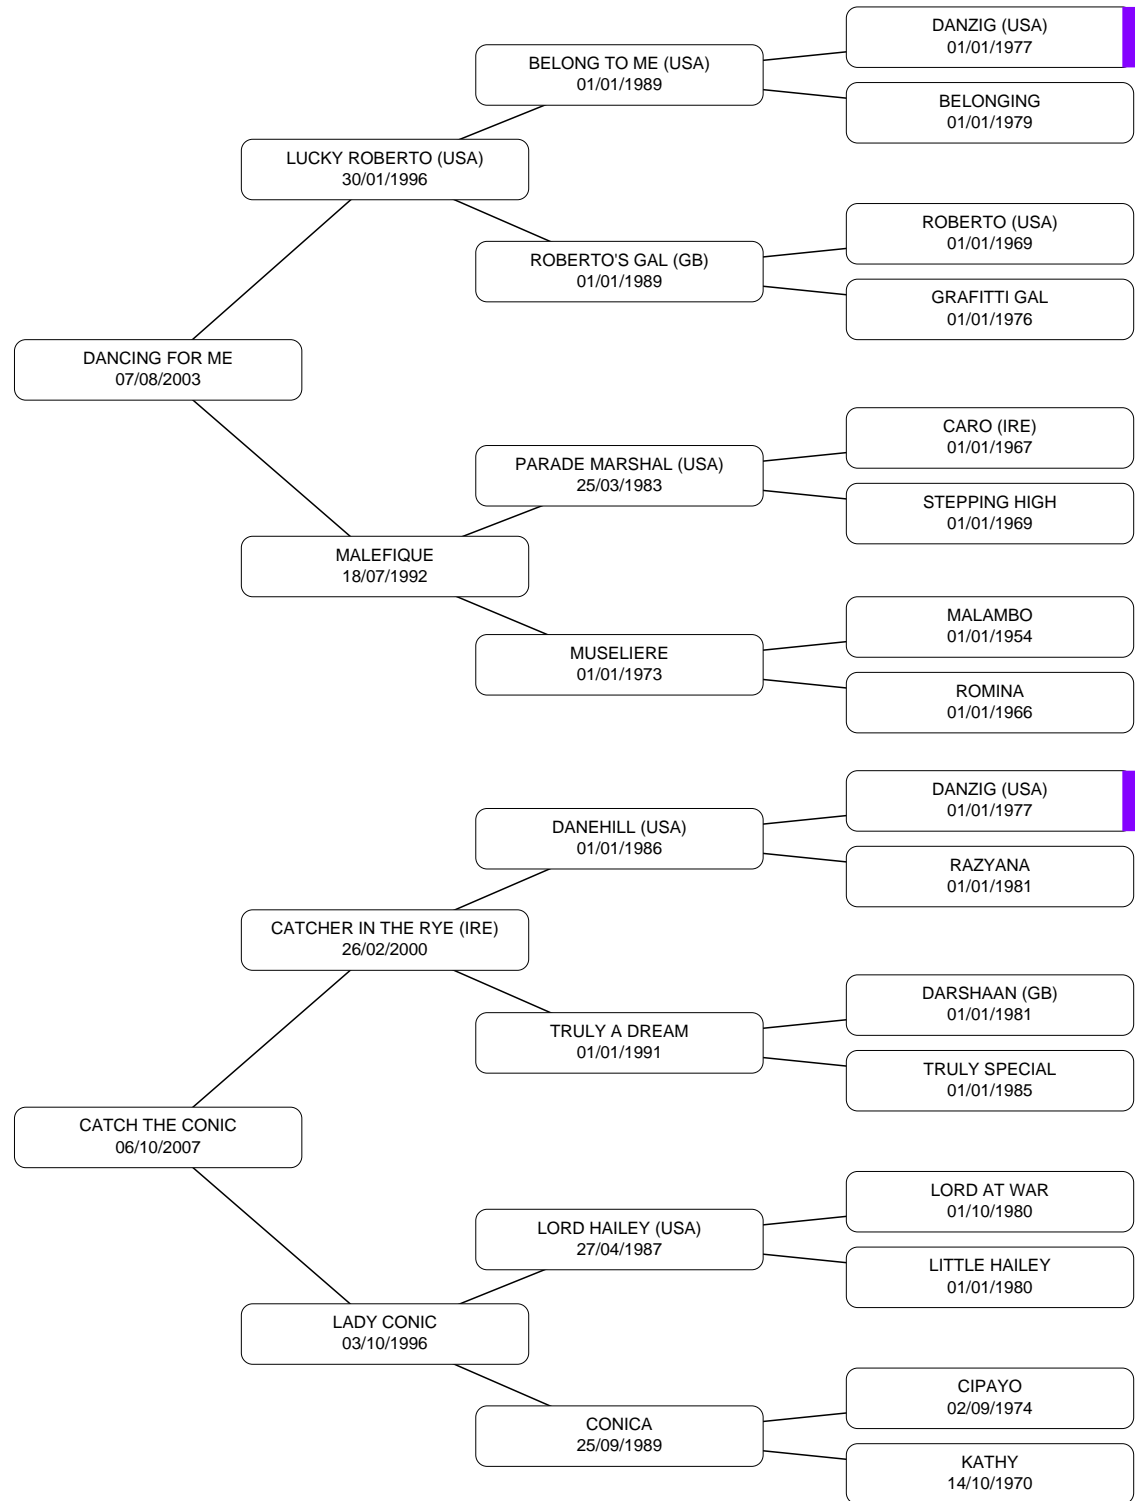 DANZIG (USA)
01/01/1977
BELONG TO ME (USA)
01/01/1989
BELONGING
01/01/1979
LUCKY ROBERTO (USA)
30/01/1996
ROBERTO (USA)
01/01/1969
ROBERTO'S GAL (GB)
01/01/1989
GRAFITTI GAL
01/01/1976
DANCING FOR ME
07/08/2003
CARO (IRE)
01/01/1967
PARADE MARSHAL (USA)
25/03/1983
STEPPING HIGH
01/01/1969
MALEFIQUE
18/07/1992
MALAMBO
01/01/1954
MUSELIERE
01/01/1973
ROMINA
01/01/1966
DANZIG (USA)
01/01/1977
DANEHILL (USA)
01/01/1986
RAZYANA
01/01/1981
CATCHER IN THE RYE (IRE)
26/02/2000
DARSHAAN (GB)
01/01/1981
TRULY A DREAM
01/01/1991
TRULY SPECIAL
01/01/1985
CATCH THE CONIC
06/10/2007
LORD AT WAR
01/10/1980
LORD HAILEY (USA)
27/04/1987
LITTLE HAILEY
01/01/1980
LADY CONIC
03/10/1996
CIPAYO
02/09/1974
CONICA
25/09/1989
KATHY
14/10/1970